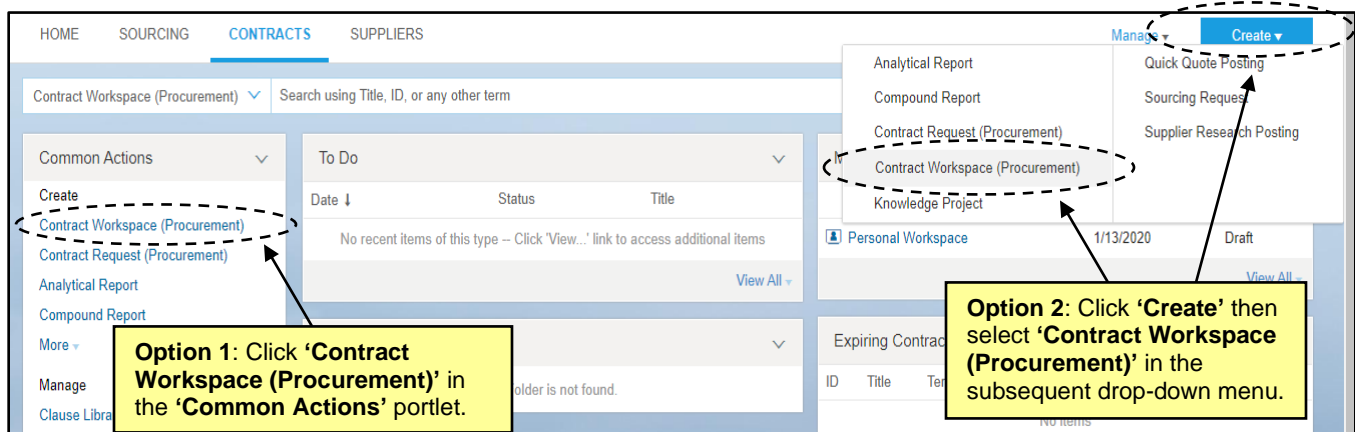 HOME SOURCING CONTRACTS SUPPLIERS Manage Create
Contract Workspace (Procurement) Search using Title, ID, or any other term
Analytical Report Quick Quote Posting
Compound Report Sourcing Request
Contract Request (Procurement) Supplier Research Posting
Contract Workspace (Procurement)
Knowledge Project
Common Actions
Create
Contract Workspace (Procurement)
Contract Request (Procurement)
Analytical Report
Compound Report
More
Manage
Clause Libra
To Do
Date ↓ Status Title
No recent items of this type -- Click 'View...' link to access additional items
View All
older is not found.
Personal Workspace 1/13/2020 Draft
View All
Expiring Contrac
ID Title Ter
No items
Option 1: Click ‘Contract
Workspace (Procurement)’ in
the ‘Common Actions’ portlet.
Option 2: Click ‘Create’ then
select ‘Contract Workspace
(Procurement)’ in the
subsequent drop-down menu.